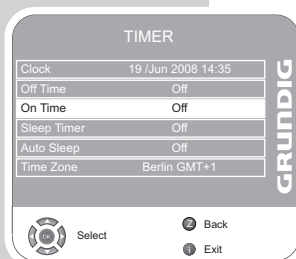 TIMER
Clock 19 /Jun 2008 14:35
Off Time Off
On Time Off
Sleep Timer Off
Auto Sleep Off
Time Zone Berlin GMT+1
GRUNDIG
OK Select
Z Back
i Exit